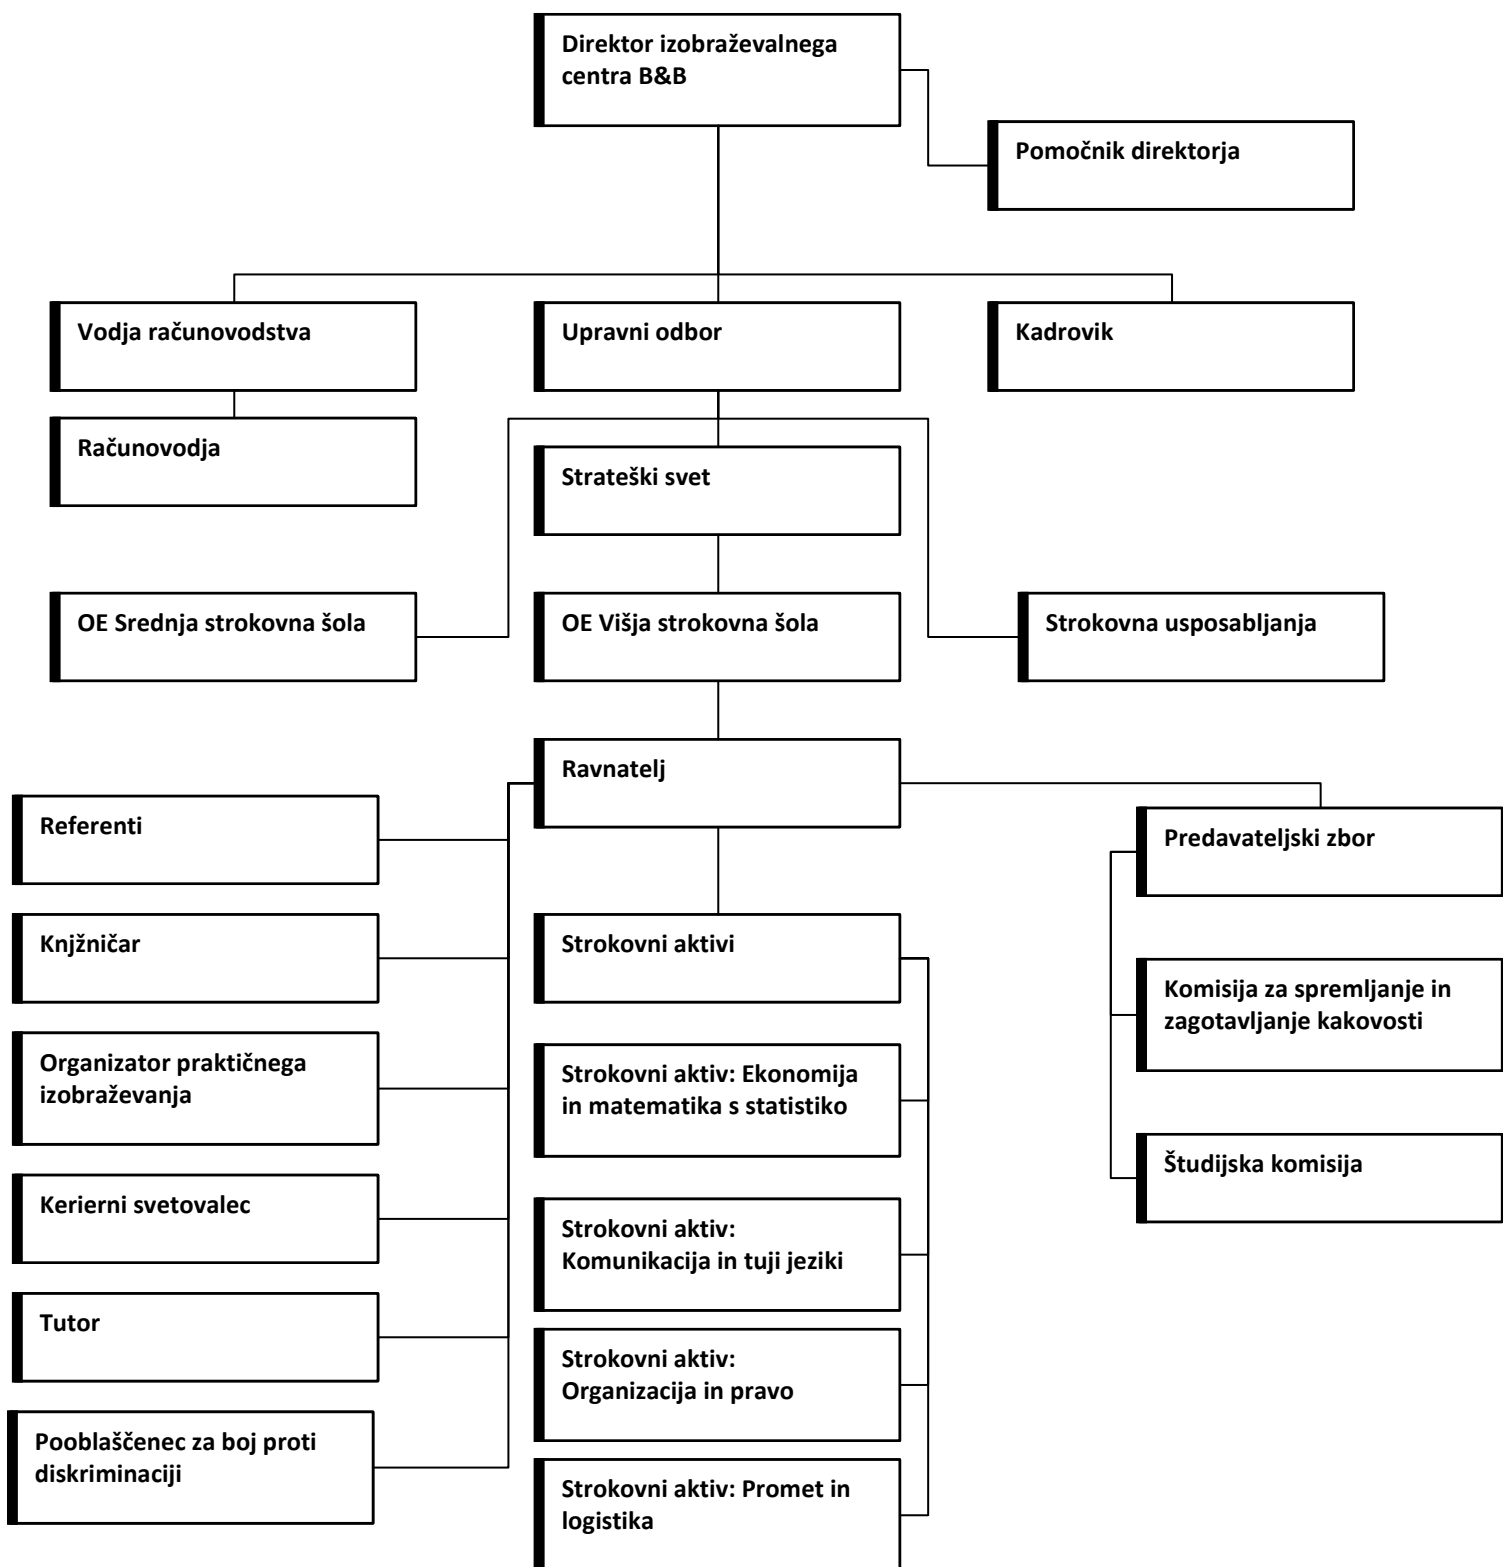 Direktor izobraževalnega
centra B&B
Pomočnik direktorja
Vodja računovodstva
Upravni odbor
Kadrovik
Računovodja
Strateški svet
OE Srednja strokovna šola
OE Višja strokovna šola
Strokovna usposabljanja
Ravnatelj
Referenti
Predavateljski zbor
Knjžničar
Strokovni aktivi
Komisija za spremljanje in
zagotavljanje kakovosti
Organizator praktičnega
izobraževanja
Strokovni aktiv: Ekonomija
in matematika s statistiko
Študijska komisija
Kerierni svetovalec
Strokovni aktiv:
Komunikacija in tuji jeziki
Tutor
Strokovni aktiv:
Organizacija in pravo
Pooblaščenec za boj proti
diskriminaciji
Strokovni aktiv: Promet in
logistika